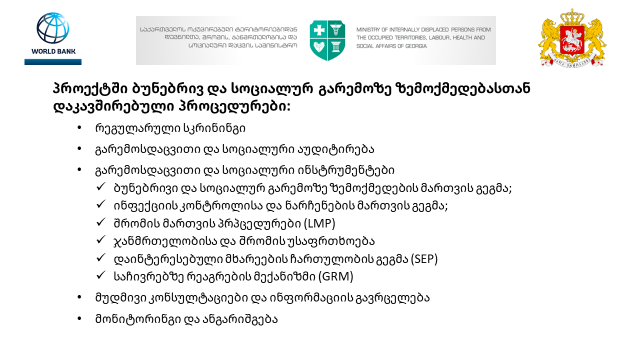 WORLD BANK
საქართველოს ოკუპირებული ტერიტორიებიდან
დევნილთა, შრომის, ჯანმრთელობისა და
სოციალური დაცვის სამინისტრო
MINISTRY OF INTERNALLY DISPLACED PERSONS FROM
THE OCCUPIED TERRITORIES, LABOUR, HEALTH AND
SOCIAL AFFAIRS OF GEORGIA
პროექტში ბუნებრივ და სოციალურ გარემოზე ზემოქმედებასთან
დაკავშირებული პროცედურები:
• რეგულარული სკრინინგი
• გარემოსდაცვითი და სოციალური აუდიტირება
• გარემოსდაცვითი და სოციალური ინსტრუმენტები
✓ ბუნებრივი და სოციალურ გარემოზე ზემოქმედების მართვის გეგმა;
✓ ინფექციის კონტროლისა და ნარჩენების მართვის გეგმა;
✓ შრომის მართვის პრპცედურები (LMP)
✓ ჯანმრთელობისა და შრომის უსაფრთხოება
✓ დაინტერესებული მხარეების ჩართულობის გეგმა (SEP)
✓ საჩივრებზე რეაგრების მექანიზმი (GRM)
• მუდმივი კონსულტაციები და ინფორმაციის გავრცელება
• მონიტორინგი და ანგარიშგება